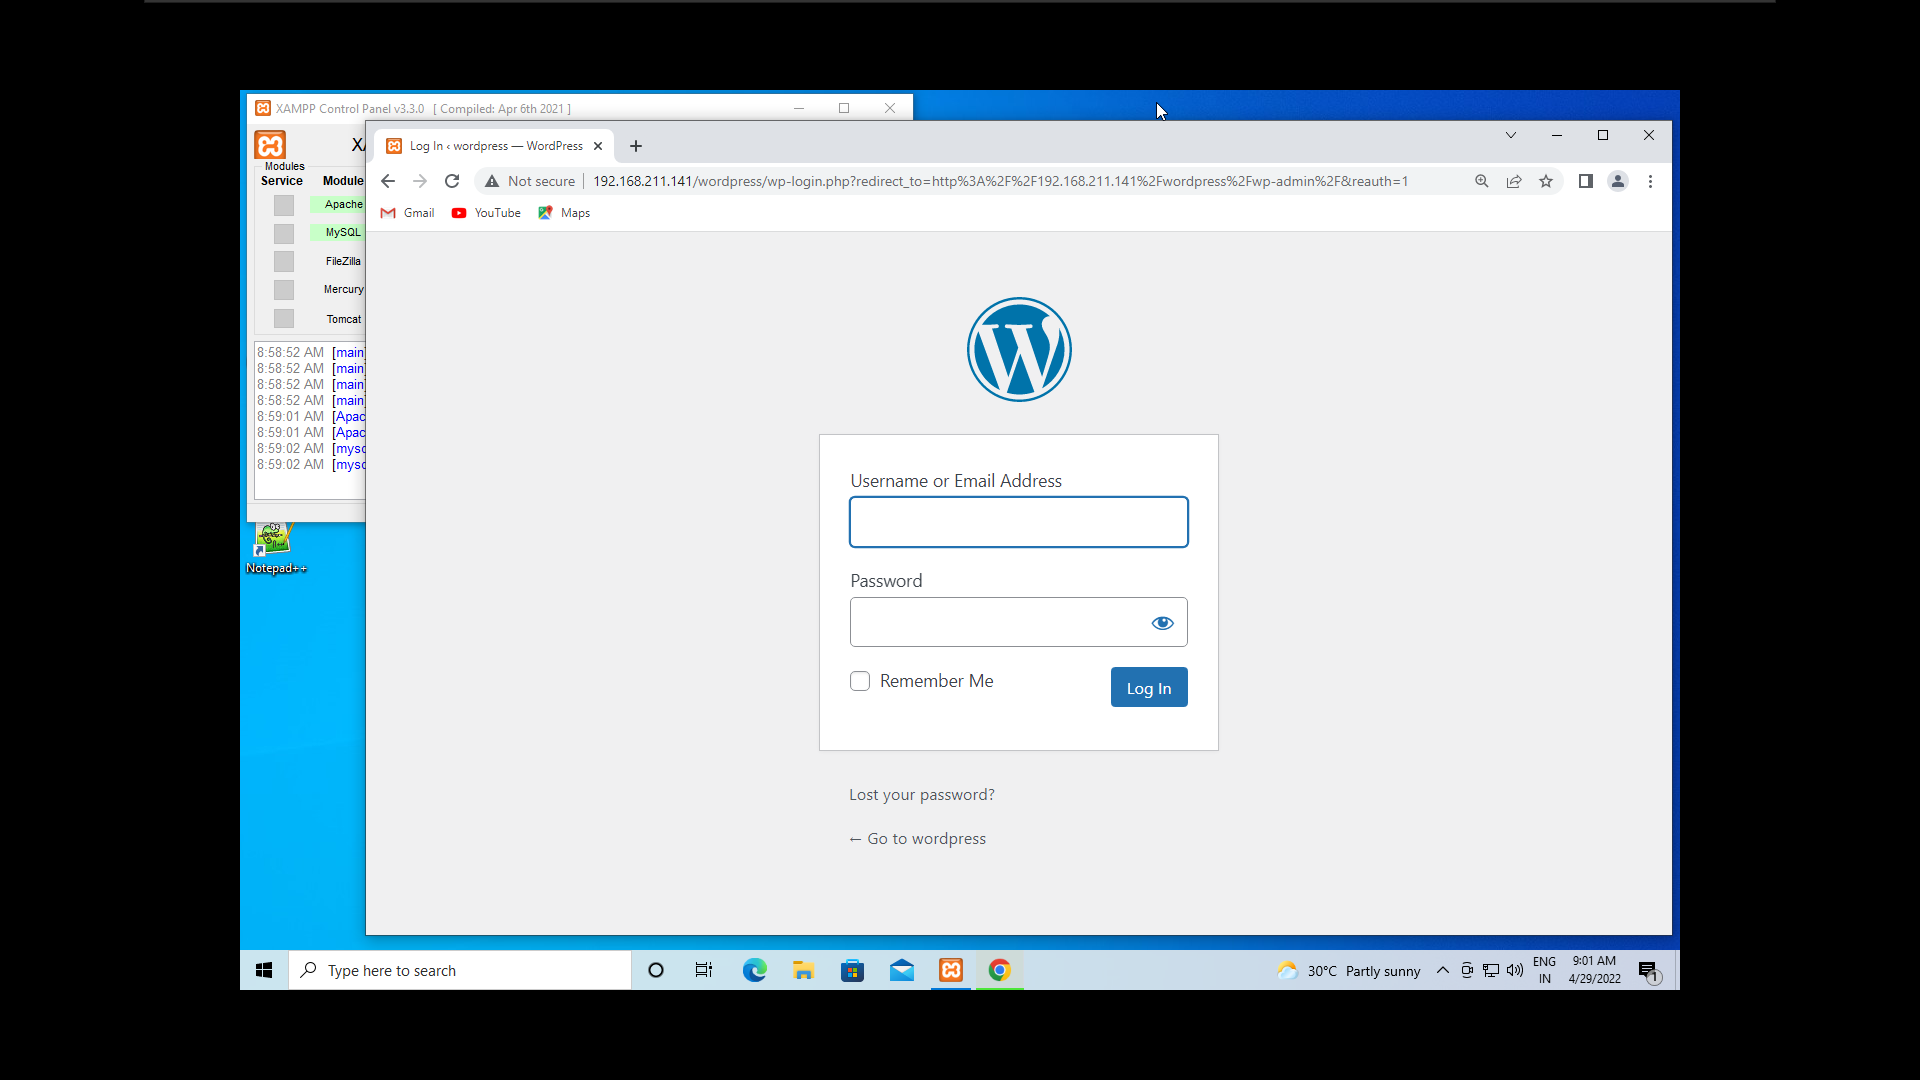 XAMPP Control Panel v3.3.0 [ Compiled: Apr 6th 2021 ]
Modules
Service Module
Apache
MySQL
FileZilla
Mercury
Tomcat
8:58:52 AM [main]
8:58:52 AM [main]
8:58:52 AM [main]
8:58:52 AM [main]
8:59:01 AM [Apac
8:59:01 AM [Apac
8:59:02 AM [mysq
8:59:02 AM [mysq
Notepad++
Log In ‹ wordpress — WordPress
Not secure 192.168.211.141/wordpress/wp-login.php?redirect_to=http%3A%2F%2F192.168.211.141%2Fwordpress%2Fwp-admin%2F&reauth=1
Gmail YouTube Maps
Username or Email Address
Password
Remember Me Log In
Lost your password?
← Go to wordpress
Type here to search
30°C Partly sunny
ENG
IN
9:01 AM
4/29/2022
1